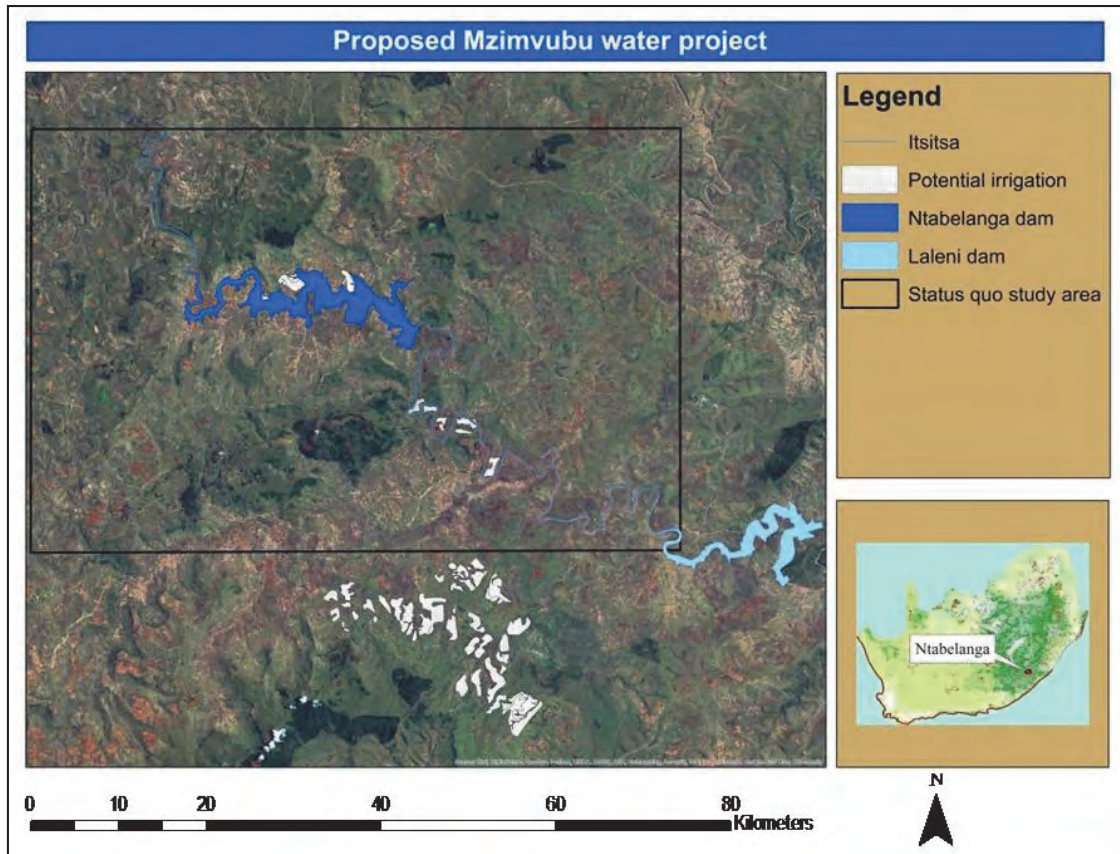 Proposed Mzimvubu water project
Legend
Itsitsa
Potential irrigation
Ntabelanga dam
Laleni dam
Status quo study area
Ntabelanga
0 10 20 40 60 80
Kilometers
N